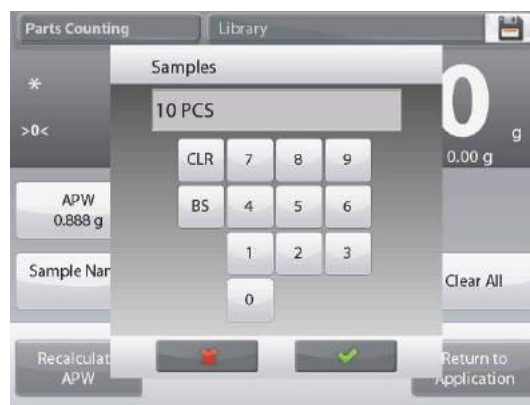 Parts Counting
Library
Samples
10 PCS
*
>0<
0 g
0.00 g
CLR 7 8 9
BS 4 5 6
1 2 3
0
APW
0.888 g
Sample Nar
Clear All
Recalculat
APW
Return to
Application